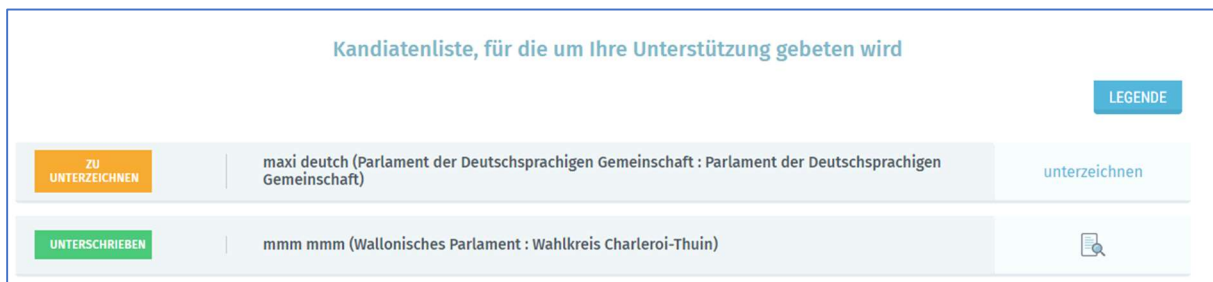 Kandiatenliste, für die um Ihre Unterstützung gebeten wird
LEGENDE
ZU
UNTERZEICHNEN
maxi deutch (Parlament der Deutschsprachigen Gemeinschaft : Parlament der Deutschsprachigen
Gemeinschaft)
unterzeichnen
UNTERSCHRIEBEN
mmm mmm (Wallonisches Parlament : Wahlkreis Charleroi-Thuin)